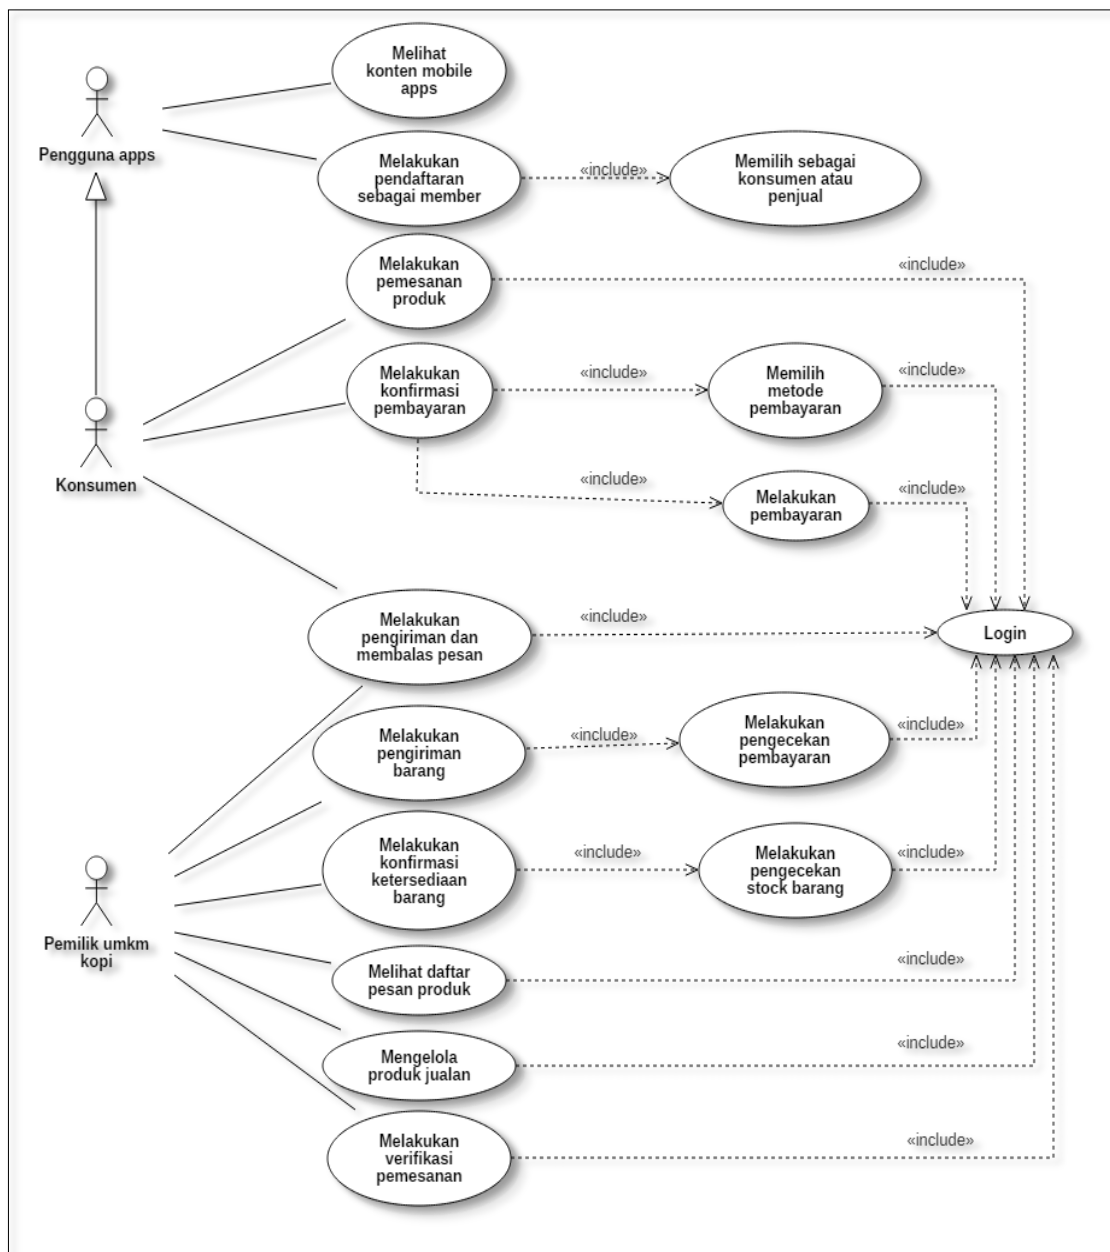 Melihat
konten mobile
apps
Pengguna apps
Melakukan
pendaftaran
sebagai member
«include»
Memilih sebagai
konsumen atau
penjual
Melakukan
pemesanan
produk
«include»
Melakukan
konfirmasi
pembayaran
«include»
Memilih
metode
pembayaran
«include»
Konsumen
«include»
Melakukan
pembayaran
«include»
Melakukan
pengiriman dan
membalas pesan
«include»
Login
Melakukan
pengiriman
barang
«include»
Melakukan
pengecekan
pembayaran
«include»
Melakukan
konfirmasi
ketersediaan
barang
«include»
Melakukan
pengecekan
stock barang
«include»
Pemilik umkm
kopi
Melihat daftar
pesan produk
«include»
Mengelola
produk jualan
«include»
Melakukan
verifikasi
pemesanan
«include»